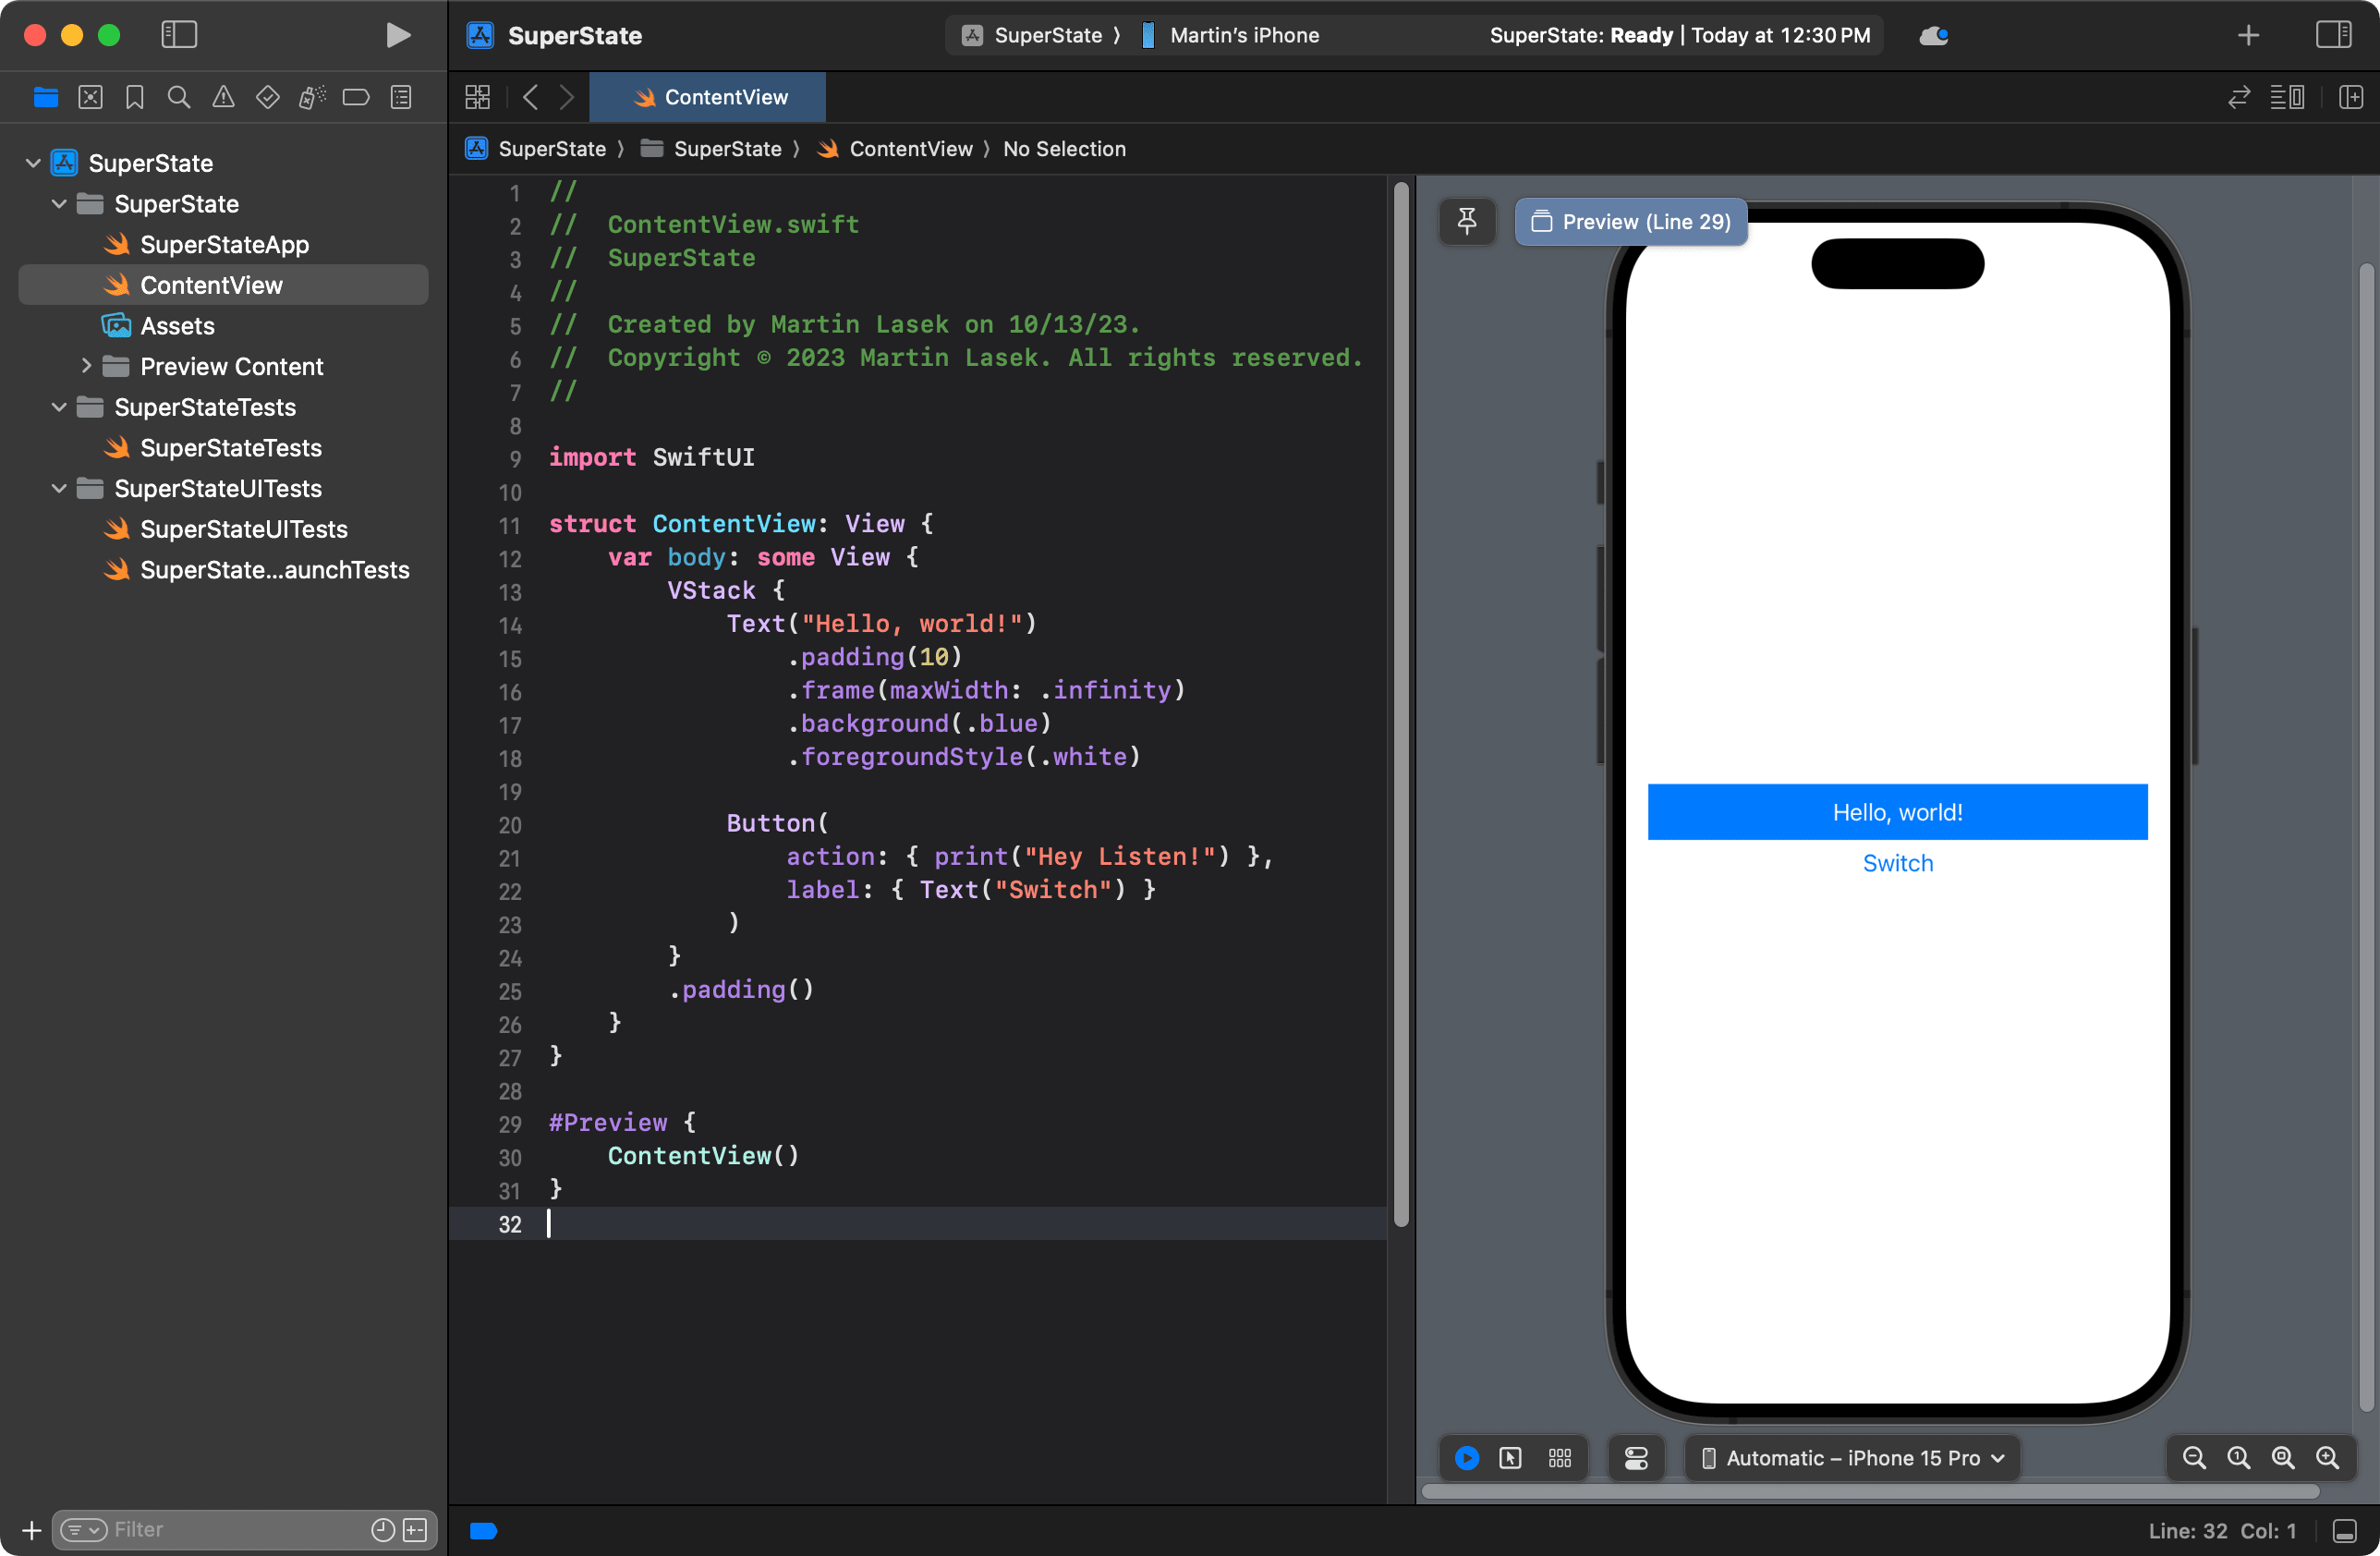 SuperState
SuperState ⟩ Martin's iPhone
SuperState: Ready | Today at 12:30 PM
ContentView
SuperState ⟩ SuperState ⟩ ContentView ⟩ No Selection
SuperState
SuperState
SuperStateApp
ContentView
Assets
Preview Content
SuperStateTests
SuperStateTests
SuperStateUITests
SuperStateUITests
SuperState...aunchTests
Filter
1 //
2 //  ContentView.swift
3 //  SuperState
4 //
5 //  Created by Martin Lasek on 10/13/23.
6 //  Copyright © 2023 Martin Lasek. All rights reserved.
7 //
8
9 import SwiftUI
10
11 struct ContentView: View {
12     var body: some View {
13         VStack {
14             Text("Hello, world!")
15                 .padding(10)
16                 .frame(maxWidth: .infinity)
17                 .background(.blue)
18                 .foregroundStyle(.white)
19
20             Button(
21                 action: { print("Hey Listen!") },
22                 label: { Text("Switch") }
23             )
24         }
25         .padding()
26     }
27 }
28
29 #Preview {
30     ContentView()
31 }
32
Preview (Line 29)
Hello, world!
Switch
Automatic – iPhone 15 Pro
Line: 32 Col: 1